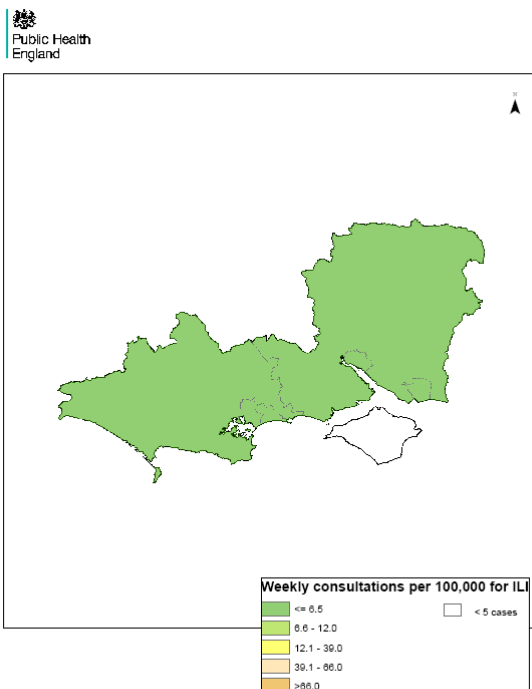 Public Health
England
N
Weekly consultations per 100,000 for ILI
<= 6.5
< 5 cases
6.6 - 12.0
12.1 - 39.0
39.1 - 66.0
>66.0